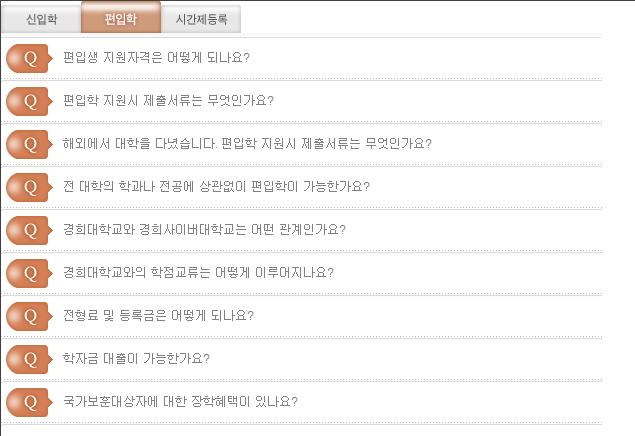 신입학 편입학 시간제등록
Q 편입생 지원자격은 어떻게 되나요?
Q 편입학 지원시 제출서류는 무엇인가요?
Q 해외에서 대학을 다녔습니다. 편입학 지원시 제출서류는 무엇인가요?
Q 전 대학의 학과나 전공에 상관없이 편입학이 가능한가요?
Q 경희대학교와 경희사이버대학교는 어떤 관계인가요?
Q 경희대학교와의 학점교류는 어떻게 이루어지나요?
Q 전형료 및 등록금은 어떻게 되나요?
Q 학자금 대출이 가능한가요?
Q 국가보훈대상자에 대한 장학혜택이 있나요?